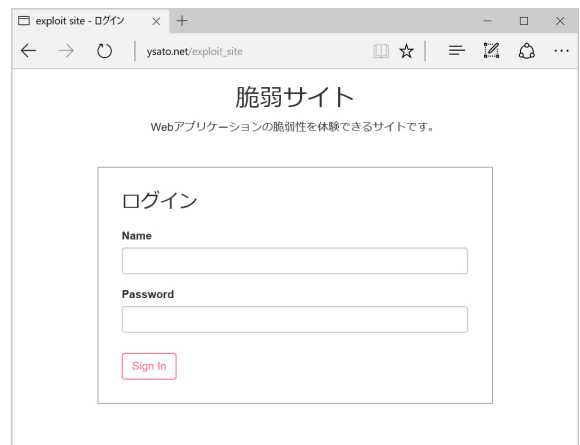 exploit site - ログイン
ysato.net/exploit_site
脆弱サイト
Webアプリケーションの脆弱性を体験できるサイトです。
ログイン
Name
Password
Sign In